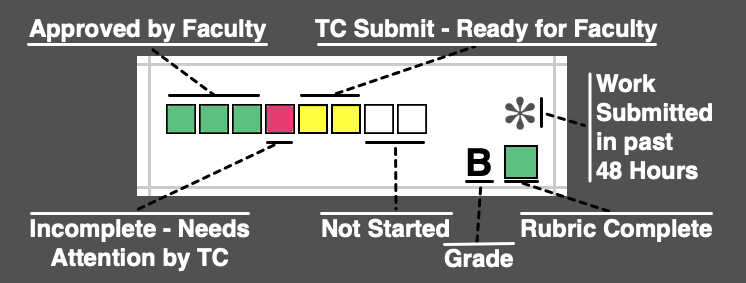 Approved by Faculty
TC Submit - Ready for Faculty
*
Work
Submitted
in past
48 Hours
B
Incomplete - Needs
Attention by TC
Not Started
Grade
Rubric Complete